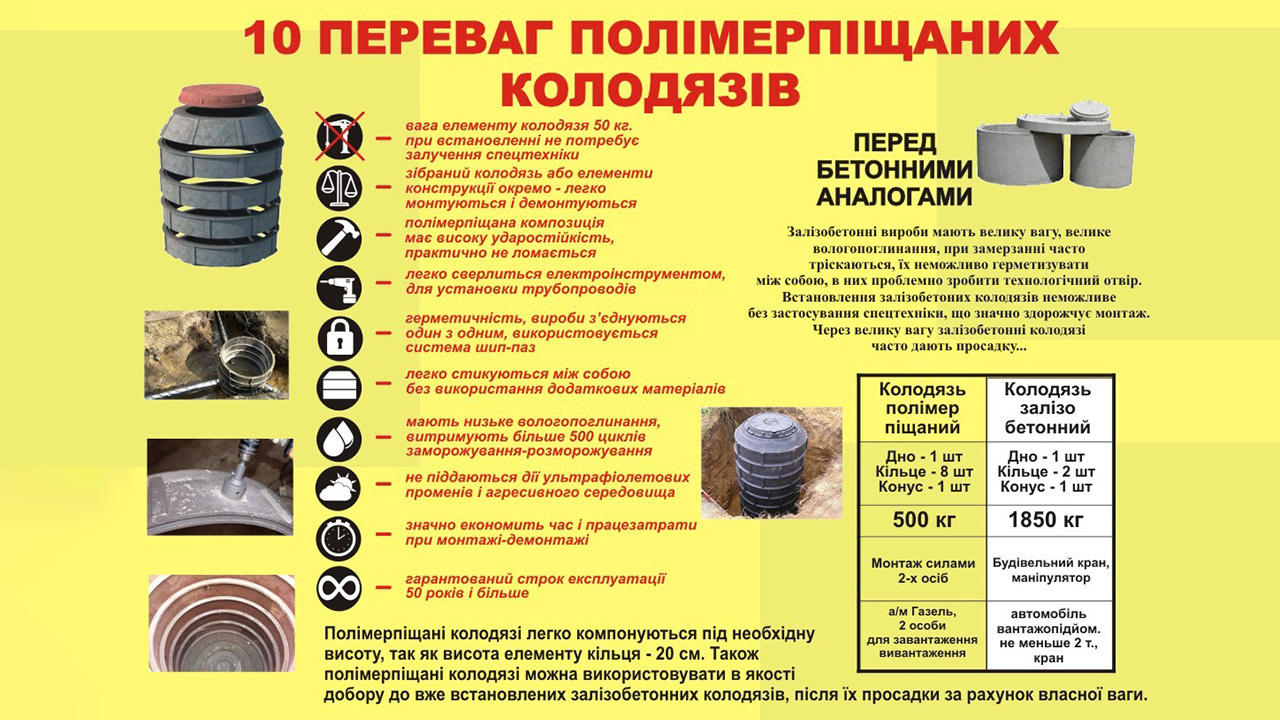 10 ПЕРЕВАГ ПОЛІМЕРПІЩАНИХ
КОЛОДЯЗІВ
вага елементу колодязя 50 кг.
при встановленні не потребує
залучення спецтехніки
зібраний колодязь або елементи
конструкції окремо - легко
монтуються і демонтуються
полімерпіщана композиція
має високу ударостійкість,
практично не ломається
легко сверлиться електроінструментом,
для установки трубопроводів
герметичність, вироби з’єднуються
один з одним, використовується
система шип-паз
легко стикуються між собою
без використання додаткових матеріалів
мають низьке вологопоглинання,
витримують більше 500 циклів
заморожування-розморожування
не піддаються дії ультрафіолетових
променів і агресивного середовища
значно економить час і працезатрати
при монтажі-демонтажі
гарантований строк експлуатації
50 років і більше
ПЕРЕД
БЕТОННИМИ
АНАЛОГАМИ
Залізобетонні вироби мають велику вагу, велике
вологопоглинання, при замерзанні часто
тріскаються, їх неможливо герметизувати
між собою, в них проблемно зробити технологічний отвір.
Встановлення залізобетоних колодязів неможливе
без застосування спецтехніки, що значно здорожчує монтаж.
Через велику вагу залізобетонні колодязі
часто дають просадку...
Колодязь
полімер
піщаний
Колодязь
залізо
бетонний
Дно - 1 шт
Кільце - 8 шт
Конус - 1 шт
Дно - 1 шт
Кільце - 2 шт
Конус - 1 шт
500 кг
1850 кг
Монтаж силами
2-х осіб
Будівельний кран,
маніпулятор
а/м Газель,
2 особи
для завантаження
вивантаження
автомобіль
вантажопідйом.
не меньше 2 т.,
кран
Полімерпіщані колодязі легко компонуються під необхідну
висоту, так як висота елементу кільця - 20 см. Також
полімерпіщані колодязі можна використовувати в якості
добору до вже встановлених залізобетонних колодязів, після їх просадки за рахунок власної ваги.